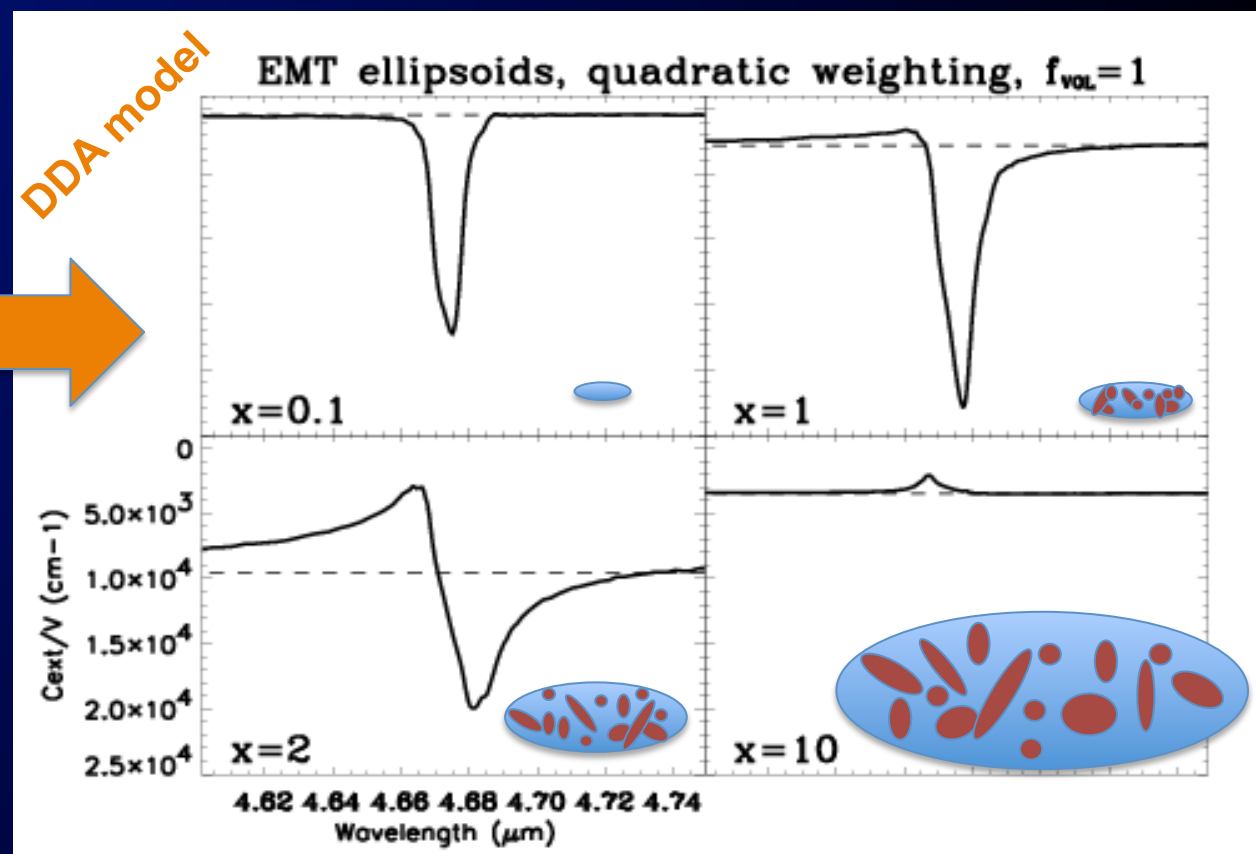 DDA model
EMT ellipsoids, quadratic weighting, fVOL=1
x=0.1
x=1
0
5.0×10³
1.0×10⁴
1.5×10⁴
2.0×10⁴
2.5×10⁴
Cext/V (cm−1)
x=2
x=10
4.62 4.64 4.66 4.68 4.70 4.72 4.74
Wavelength (μm)